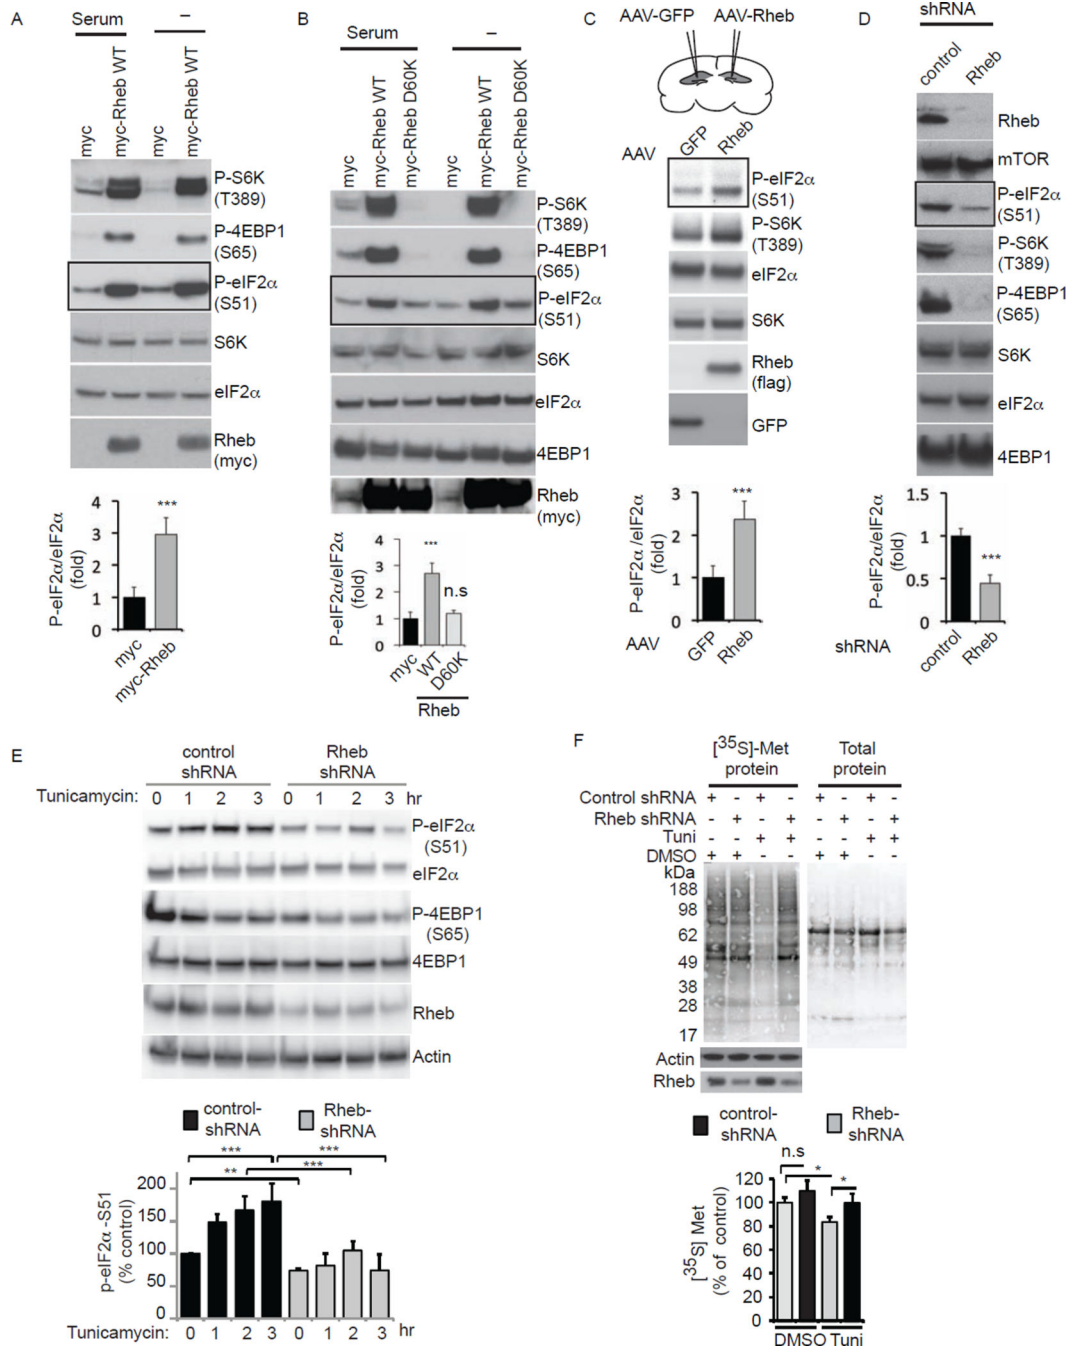 A
Serum
–
myc
myc-Rheb WT
myc
myc-Rheb WT
P-S6K
(T389)
P-4EBP1
(S65)
P-eIF2α
(S51)
S6K
eIF2α
Rheb
(myc)
P-eIF2α/eIF2α
(fold)
4
3
2
1
0
***
myc
myc-Rheb
B
Serum
–
myc
myc-Rheb WT
myc-Rheb D60K
myc
myc-Rheb WT
myc-Rheb D60K
P-S6K
(T389)
P-4EBP1
(S65)
P-eIF2α
(S51)
S6K
eIF2α
4EBP1
Rheb
(myc)
P-eIF2α/eIF2α
(fold)
4
3
2
1
0
***
n.s
myc
WT
D60K
Rheb
C
AAV-GFP
AAV-Rheb
AAV
GFP
Rheb
P-eIF2α
(S51)
P-S6K
(T389)
eIF2α
S6K
Rheb
(flag)
GFP
P-eIF2α /eIF2α
(fold)
3
2
1
0
***
AAV
GFP
Rheb
D
shRNA
control
Rheb
Rheb
mTOR
P-eIF2α
(S51)
P-S6K
(T389)
P-4EBP1
(S65)
S6K
eIF2α
4EBP1
P-eIF2α/eIF2α
(fold)
1.5
1
0.5
0
***
shRNA
control
Rheb
E
control
shRNA
Rheb
shRNA
Tunicamycin: 0 1 2 3 0 1 2 3 hr
P-eIF2α
(S51)
eIF2α
P-4EBP1
(S65)
4EBP1
Rheb
Actin
control-
shRNA
Rheb-
shRNA
*** ***
** ***
p-eIF2α -S51
(% control)
200
150
100
50
0
Tunicamycin: 0 1 2 3 0 1 2 3 hr
F
[35S]-Met
protein
Total
protein
Control shRNA + - + - + - + -
Rheb shRNA - + - + - + - +
Tuni - - + + - - + +
DMSO + + - - + + - -
kDa
188
98
62
49
38
28
17
Actin
Rheb
control-
shRNA
Rheb-
shRNA
n.s
*
*
[35S] Met
(% of control)
120
100
80
60
40
20
0
DMSO Tuni